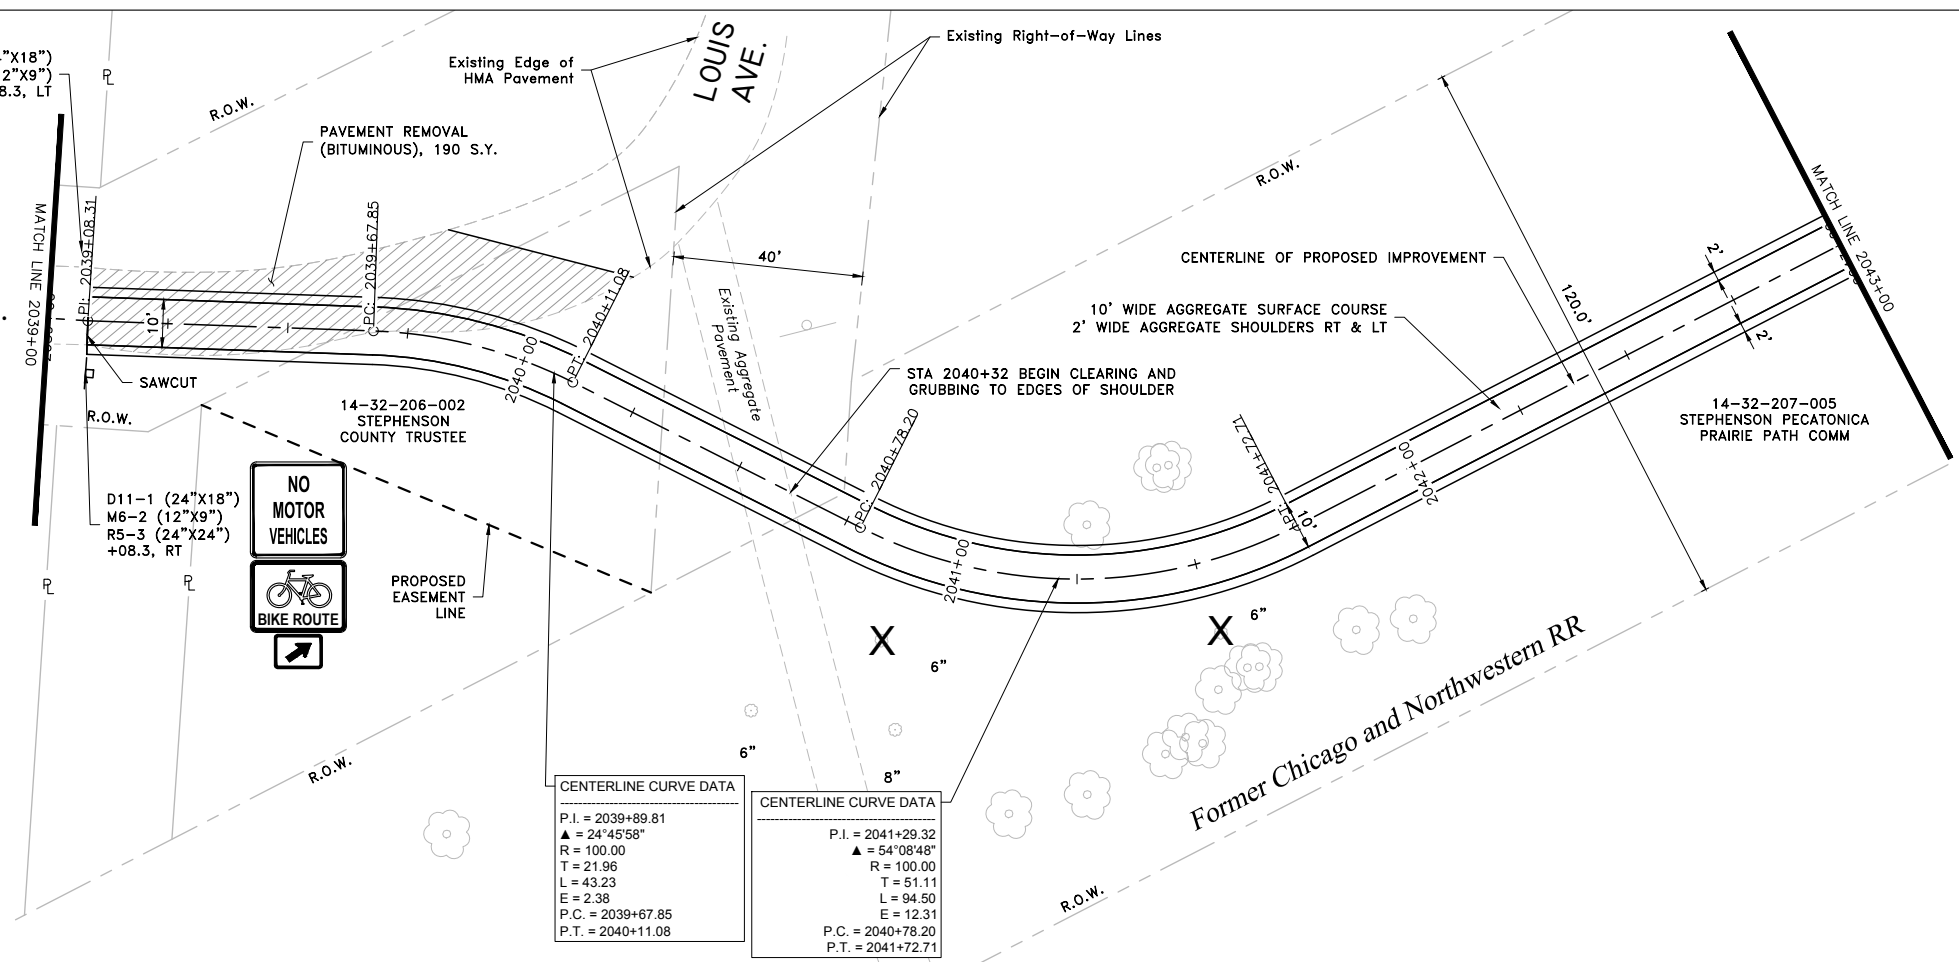 "X18")
2"X9")
8.3, LT
MATCH LINE 2039+00
PI: 2039+08.31
R.O.W.
PAVEMENT REMOVAL
(BITUMINOUS), 190 S.Y.
Existing Edge of
HMA Pavement
LOUIS
AVE.
Existing Right-of-Way Lines
PC: 2039+67.85
10'
SAWCUT
R.O.W.
14-32-206-002
STEPHENSON
COUNTY TRUSTEE
2040+00
PT: 2040+11.08
40'
Existing Aggregate
Pavement
STA 2040+32 BEGIN CLEARING AND
GRUBBING TO EDGES OF SHOULDER
PC: 2040+78.20
R.O.W.
CENTERLINE OF PROPOSED IMPROVEMENT
10' WIDE AGGREGATE SURFACE COURSE
2' WIDE AGGREGATE SHOULDERS RT & LT
120.0'
2'
2'
MATCH LINE 2043+00
14-32-207-005
STEPHENSON PECATONICA
PRAIRIE PATH COMM
PT: 2041+72.71
10'
2042+00
2041+00
D11-1 (24"X18")
M6-2 (12"X9")
R5-3 (24"X24")
+08.3, RT
NO
MOTOR
VEHICLES
BIKE ROUTE
PROPOSED
EASEMENT
LINE
PL
PL
PL
X
6"
X
6"
6"
8"
R.O.W.
Former Chicago and Northwestern RR
R.O.W.
CENTERLINE CURVE DATA
P.I. = 2039+89.81
▲ = 24°45'58"
R = 100.00
T = 21.96
L = 43.23
E = 2.38
P.C. = 2039+67.85
P.T. = 2040+11.08
CENTERLINE CURVE DATA
P.I. = 2041+29.32
▲ = 54°08'48"
R = 100.00
T = 51.11
L = 94.50
E = 12.31
P.C. = 2040+78.20
P.T. = 2041+72.71